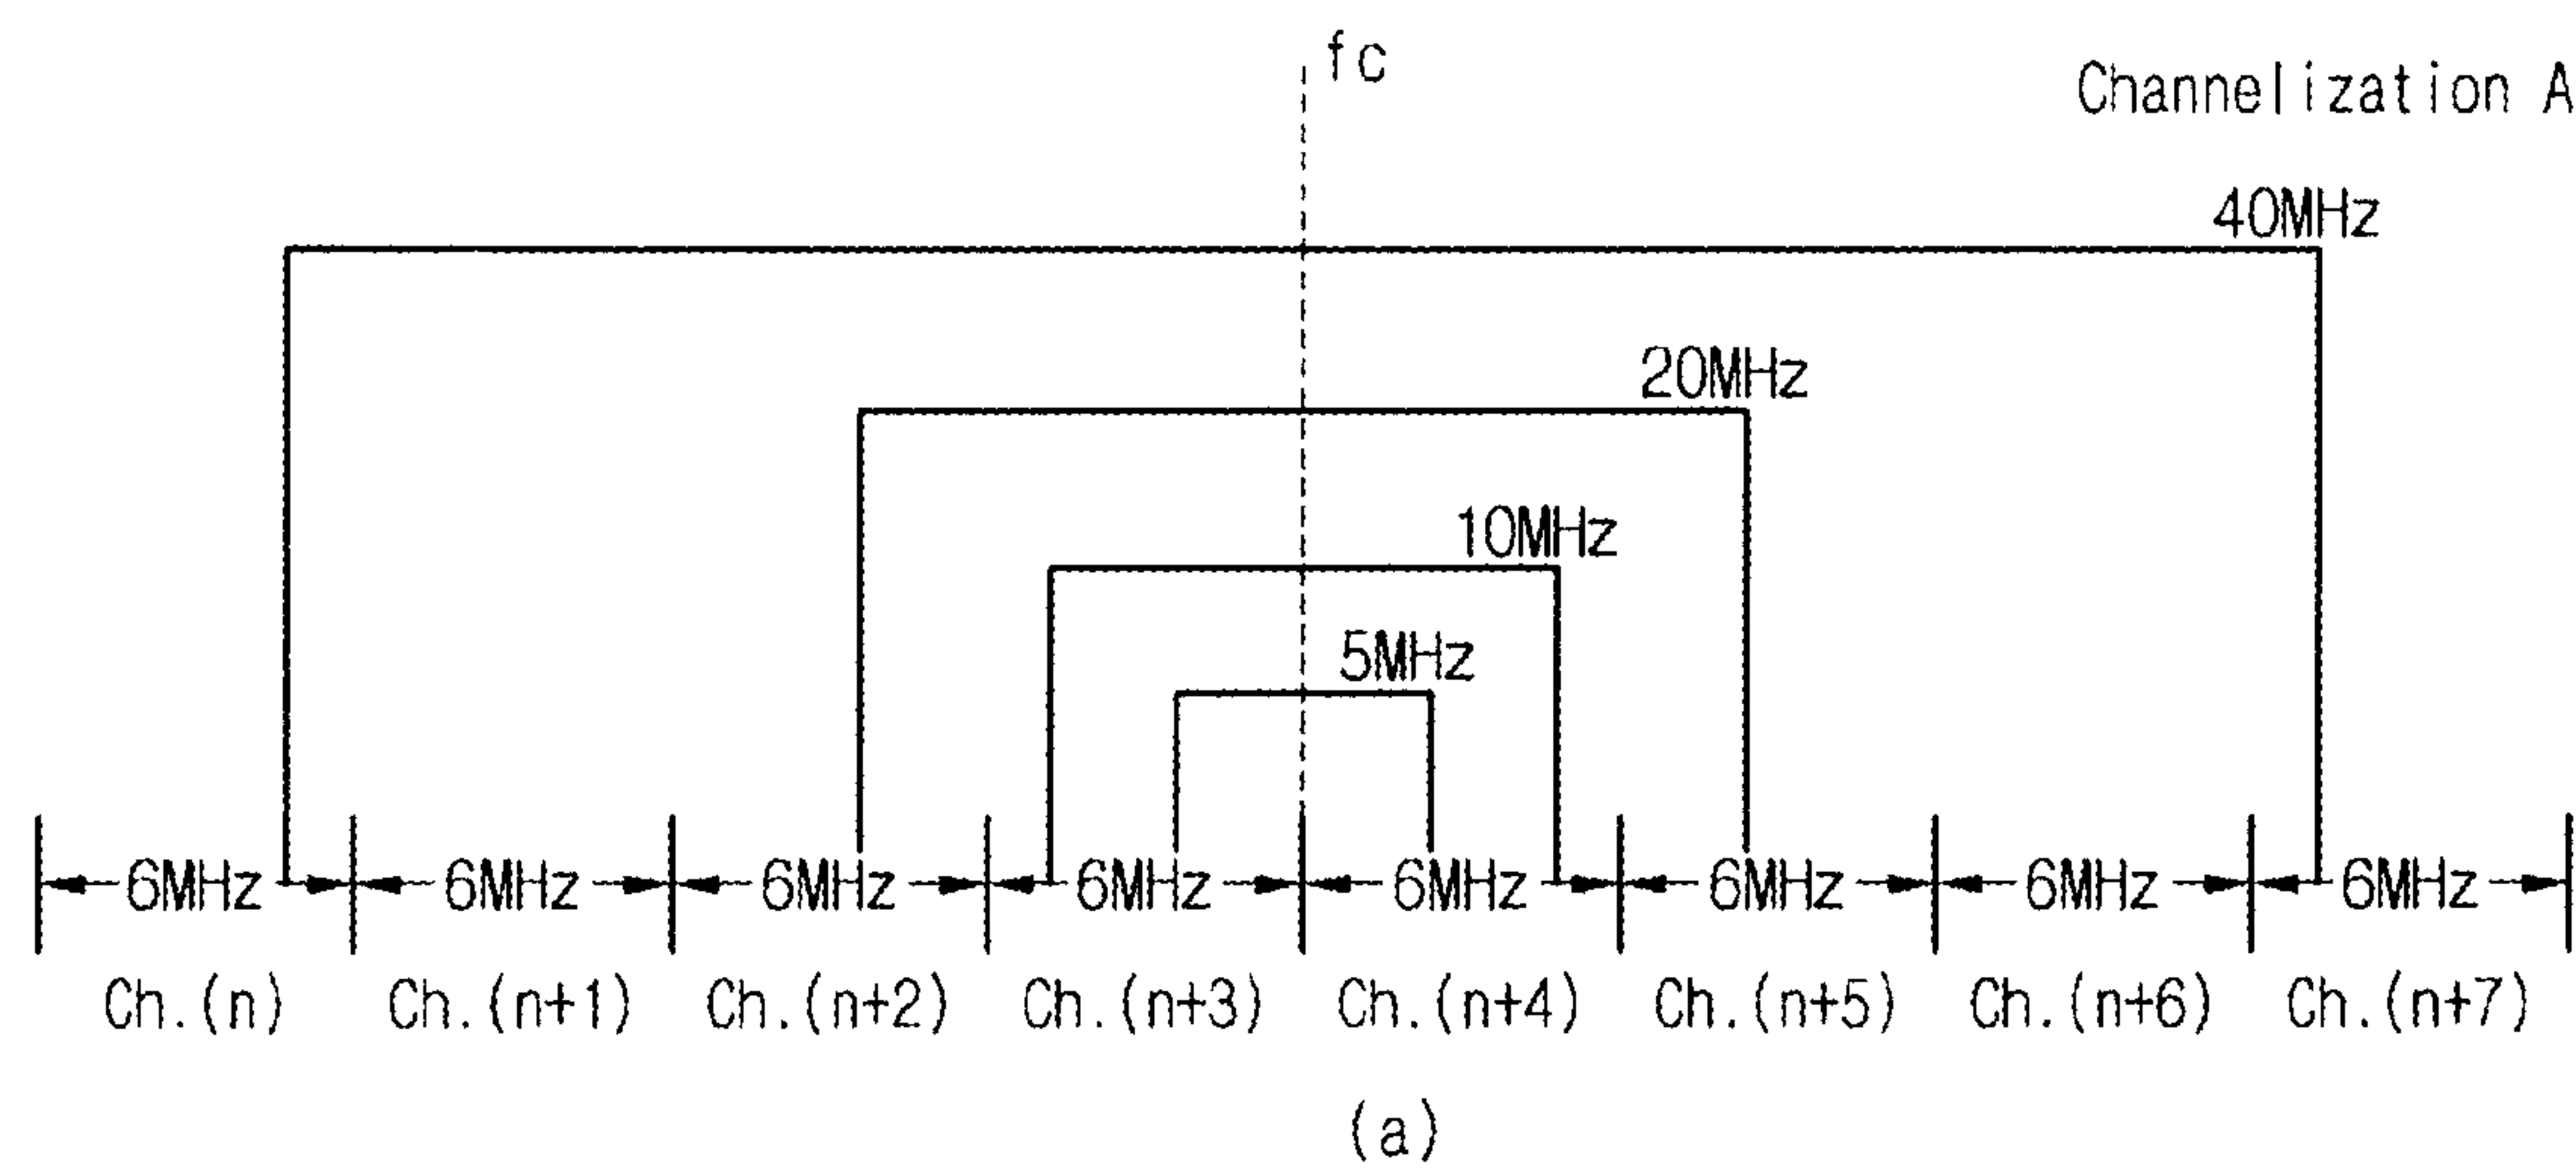 fc
Channelization A
40MHz
20MHz
10MHz
5MHz
6MHz 6MHz 6MHz 6MHz 6MHz 6MHz 6MHz 6MHz
Ch.(n) Ch.(n+1) Ch.(n+2) Ch.(n+3) Ch.(n+4) Ch.(n+5) Ch.(n+6) Ch.(n+7)
(a)